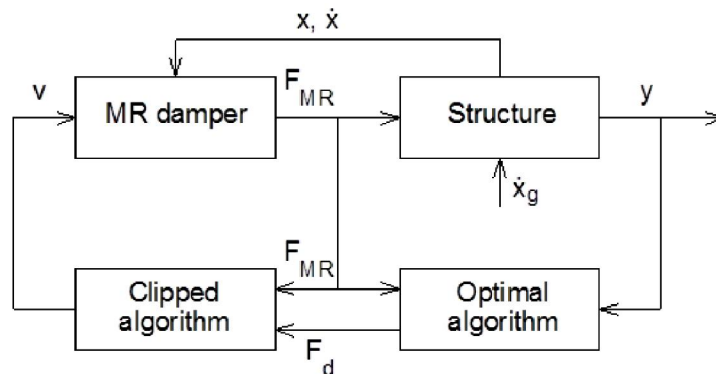 x, ẋ
v
MR damper
F_MR
Structure
y
ẋ_g
F_MR
Clipped
algorithm
Optimal
algorithm
F_d